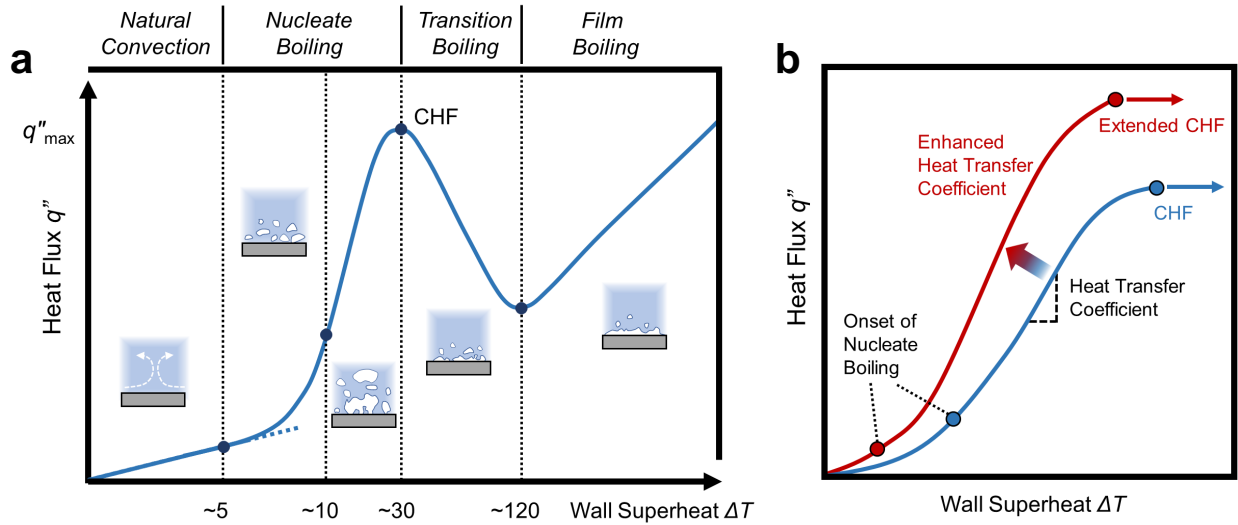 Natural
Convection
Nucleate
Boiling
Transition
Boiling
Film
Boiling
a
q″max
CHF
Heat Flux q″
~5
~10
~30
~120
Wall Superheat ΔT
b
Extended CHF
Enhanced
Heat Transfer
Coefficient
CHF
Heat Transfer
Coefficient
Onset of
Nucleate
Boiling
Heat Flux q″
Wall Superheat ΔT